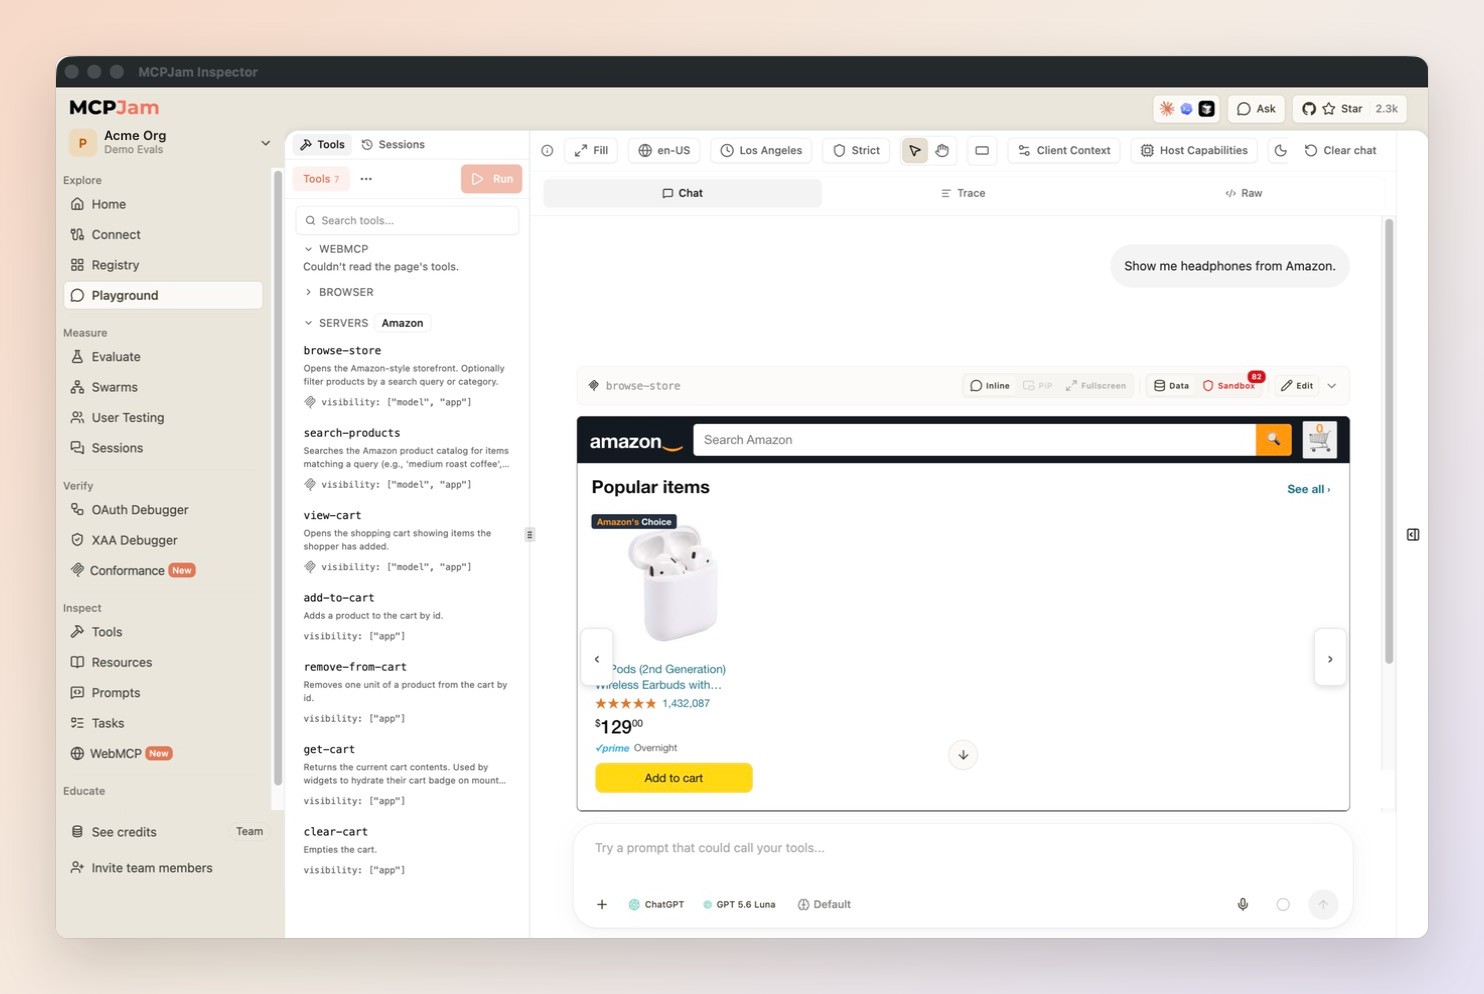 MCPJam Inspector
MCPJam
Ask
Star 2.3k
P
Acme Org
Demo Evals
Explore
Home
Connect
Registry
Playground
Measure
Evaluate
Swarms
User Testing
Sessions
Verify
OAuth Debugger
XAA Debugger
Conformance New
Inspect
Tools
Resources
Prompts
Tasks
WebMCP New
Educate
See credits Team
Invite team members
Tools Sessions
Tools 7 ••• Run
Search tools...
WEBMCP
Couldn't read the page's tools.
BROWSER
SERVERS Amazon
browse-store
Opens the Amazon-style storefront. Optionally
filter products by a search query or category.
visibility: ["model", "app"]
search-products
Searches the Amazon product catalog for items
matching a query (e.g., 'medium roast coffee',...
visibility: ["model", "app"]
view-cart
Opens the shopping cart showing items the
shopper has added.
visibility: ["model", "app"]
add-to-cart
Adds a product to the cart by id.
visibility: ["app"]
remove-from-cart
Removes one unit of a product from the cart by
id.
visibility: ["app"]
get-cart
Returns the current cart contents. Used by
widgets to hydrate their cart badge on mount...
visibility: ["app"]
clear-cart
Empties the cart.
visibility: ["app"]
Fill en-US Los Angeles Strict Client Context Host Capabilities Clear chat
Chat Trace Raw
Show me headphones from Amazon.
browse-store Inline PiP Fullscreen Data Sandbox 82 Edit
amazon Search Amazon 0
Popular items See all ›
Amazon's Choice
Pods (2nd Generation)
Wireless Earbuds with...
★★★★★ 1,432,087
$12900
✓prime Overnight
Add to cart
Try a prompt that could call your tools...
+ ChatGPT GPT 5.6 Luna Default